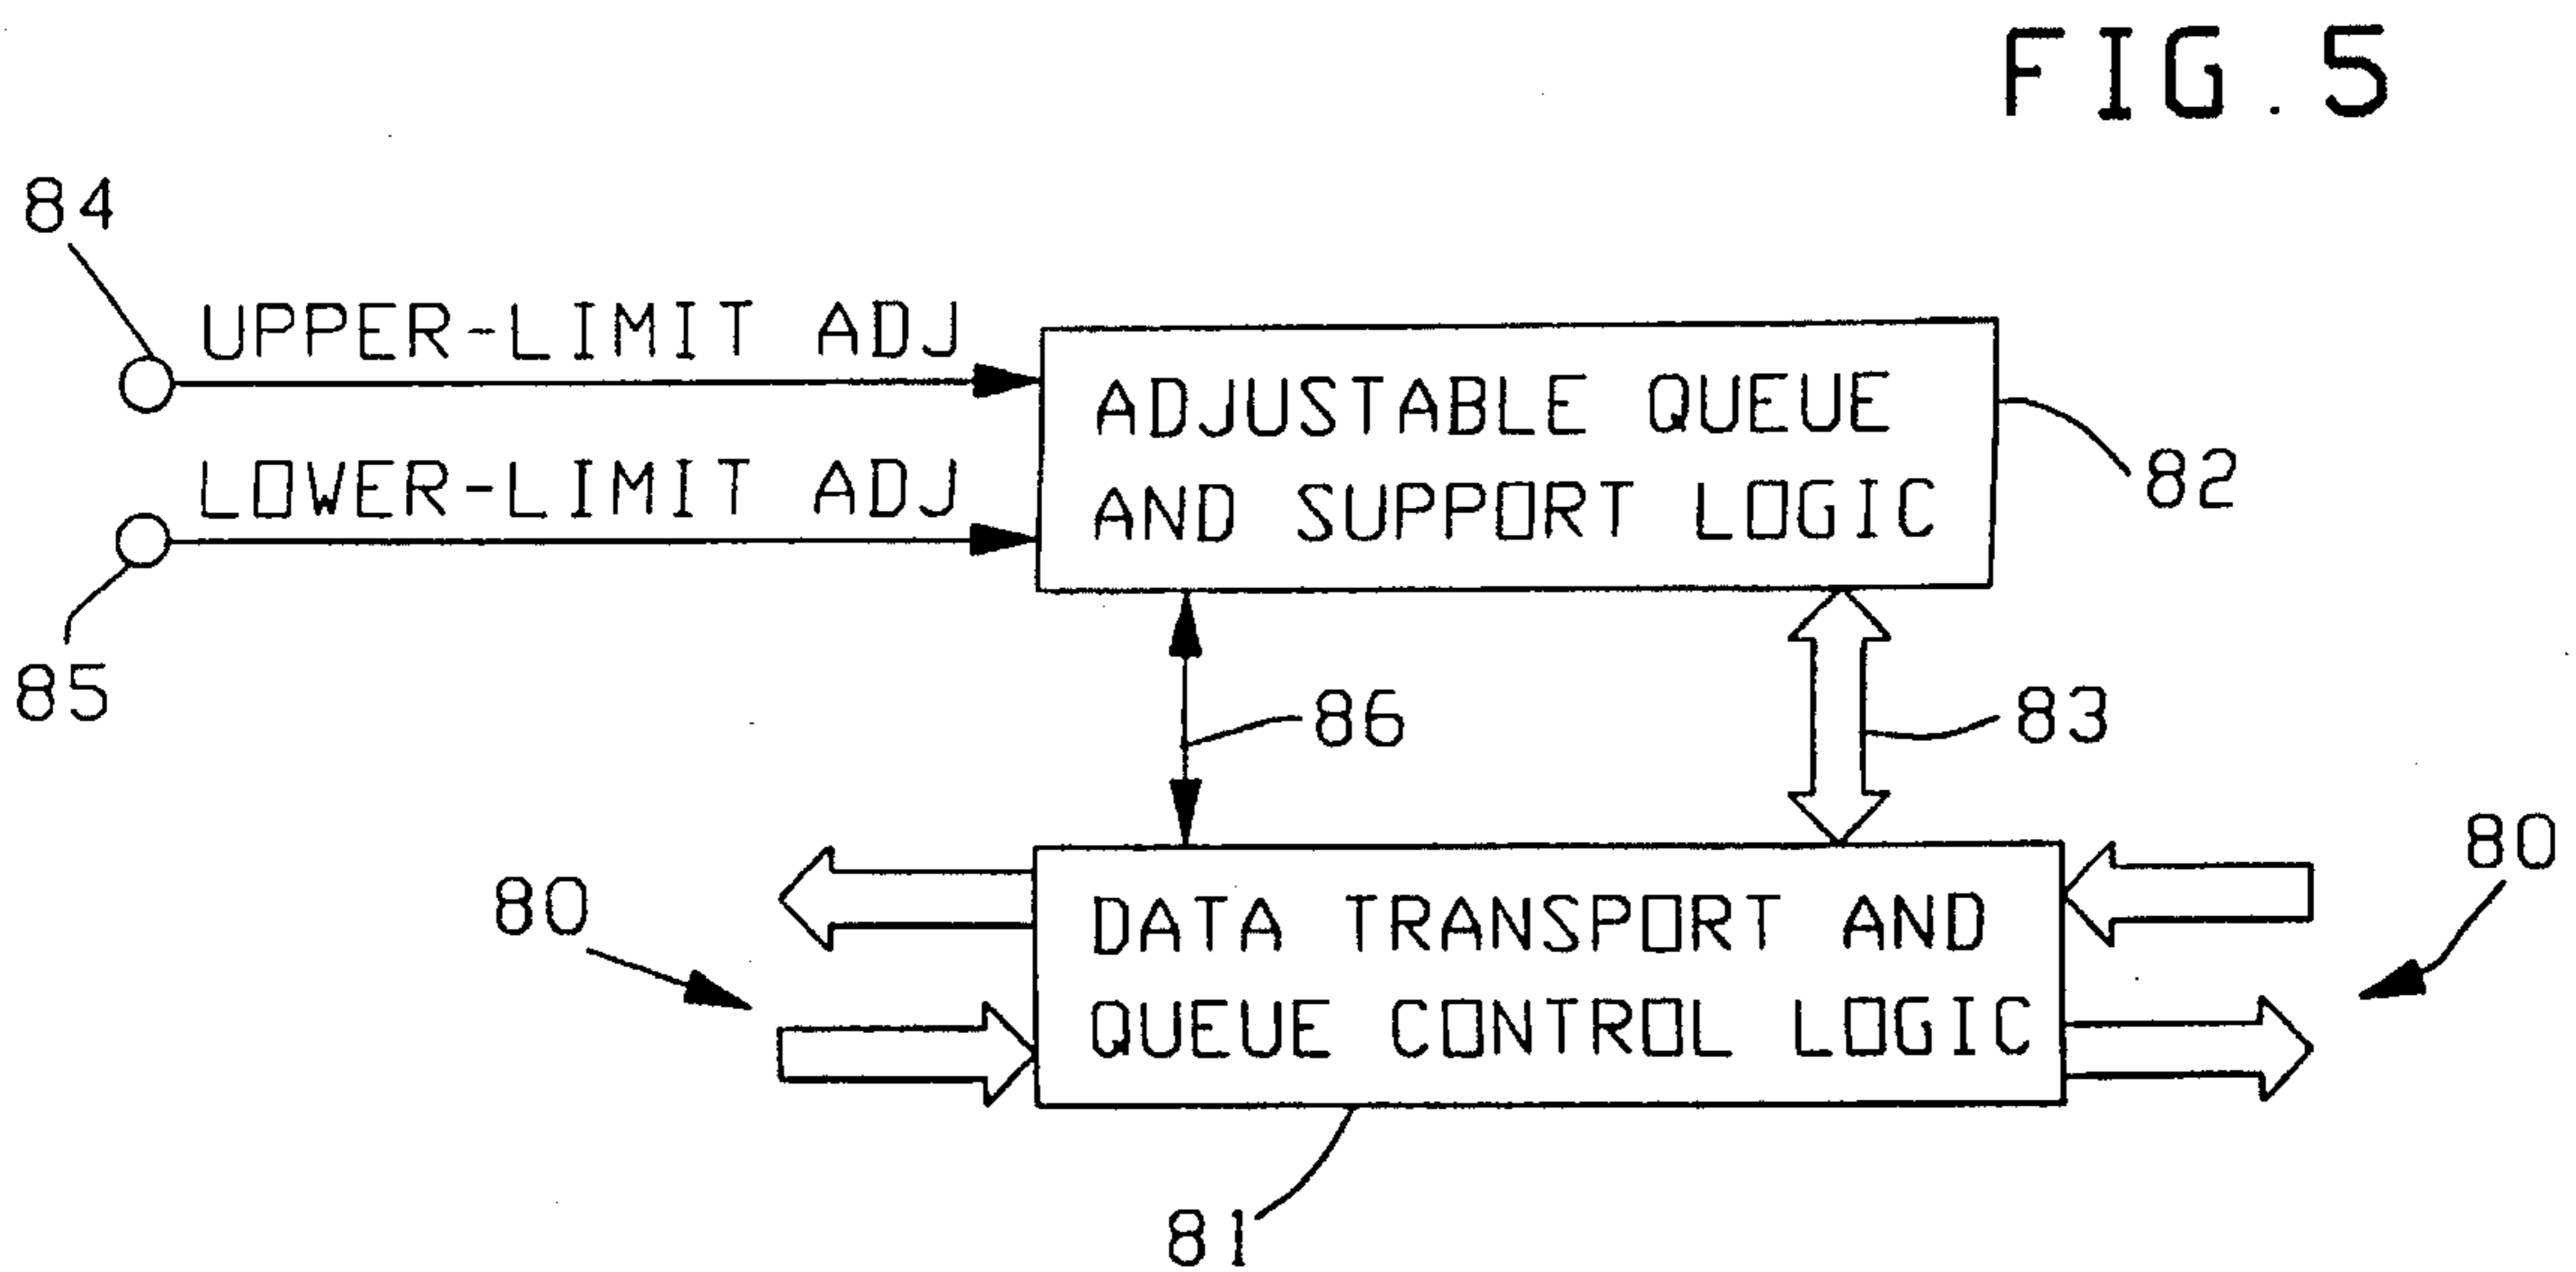 FIG. 5
84
UPPER-LIMIT ADJ
ADJUSTABLE QUEUE
AND SUPPORT LOGIC
82
LOWER-LIMIT ADJ
85
86
83
80
80
DATA TRANSPORT AND
QUEUE CONTROL LOGIC
81